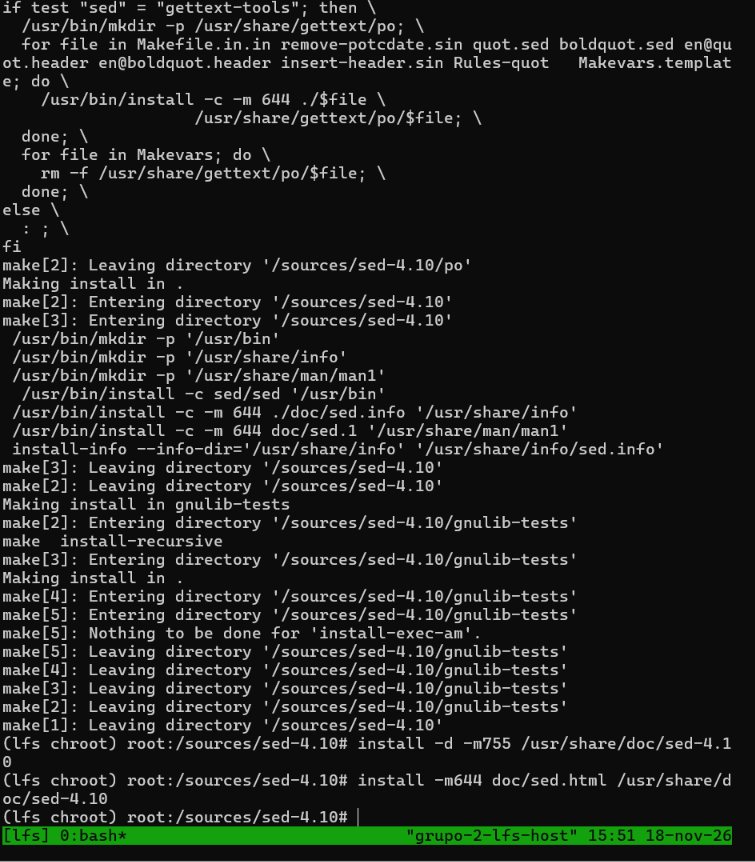 if test "sed" = "gettext-tools"; then \
  /usr/bin/mkdir -p /usr/share/gettext/po; \
  for file in Makefile.in.in remove-potcdate.sin quot.sed boldquot.sed en@qu
ot.header en@boldquot.header insert-header.sin Rules-quot   Makevars.templat
e; do \
    /usr/bin/install -c -m 644 ./$file \
                    /usr/share/gettext/po/$file; \
  done; \
  for file in Makevars; do \
    rm -f /usr/share/gettext/po/$file; \
  done; \
else \
  : ; \
fi
make[2]: Leaving directory '/sources/sed-4.10/po'
Making install in .
make[2]: Entering directory '/sources/sed-4.10'
make[3]: Entering directory '/sources/sed-4.10'
 /usr/bin/mkdir -p '/usr/bin'
 /usr/bin/mkdir -p '/usr/share/info'
 /usr/bin/mkdir -p '/usr/share/man/man1'
  /usr/bin/install -c sed/sed '/usr/bin'
 /usr/bin/install -c -m 644 ./doc/sed.info '/usr/share/info'
 /usr/bin/install -c -m 644 doc/sed.1 '/usr/share/man/man1'
 install-info --info-dir='/usr/share/info' '/usr/share/info/sed.info'
make[3]: Leaving directory '/sources/sed-4.10'
make[2]: Leaving directory '/sources/sed-4.10'
Making install in gnulib-tests
make[2]: Entering directory '/sources/sed-4.10/gnulib-tests'
make  install-recursive
make[3]: Entering directory '/sources/sed-4.10/gnulib-tests'
Making install in .
make[4]: Entering directory '/sources/sed-4.10/gnulib-tests'
make[5]: Entering directory '/sources/sed-4.10/gnulib-tests'
make[5]: Nothing to be done for 'install-exec-am'.
make[5]: Leaving directory '/sources/sed-4.10/gnulib-tests'
make[4]: Leaving directory '/sources/sed-4.10/gnulib-tests'
make[3]: Leaving directory '/sources/sed-4.10/gnulib-tests'
make[2]: Leaving directory '/sources/sed-4.10/gnulib-tests'
make[1]: Leaving directory '/sources/sed-4.10'
(lfs chroot) root:/sources/sed-4.10# install -d -m755 /usr/share/doc/sed-4.1
0
(lfs chroot) root:/sources/sed-4.10# install -m644 doc/sed.html /usr/share/d
oc/sed-4.10
(lfs chroot) root:/sources/sed-4.10#
[lfs] 0:bash* "grupo-2-lfs-host" 15:51 18-nov-26